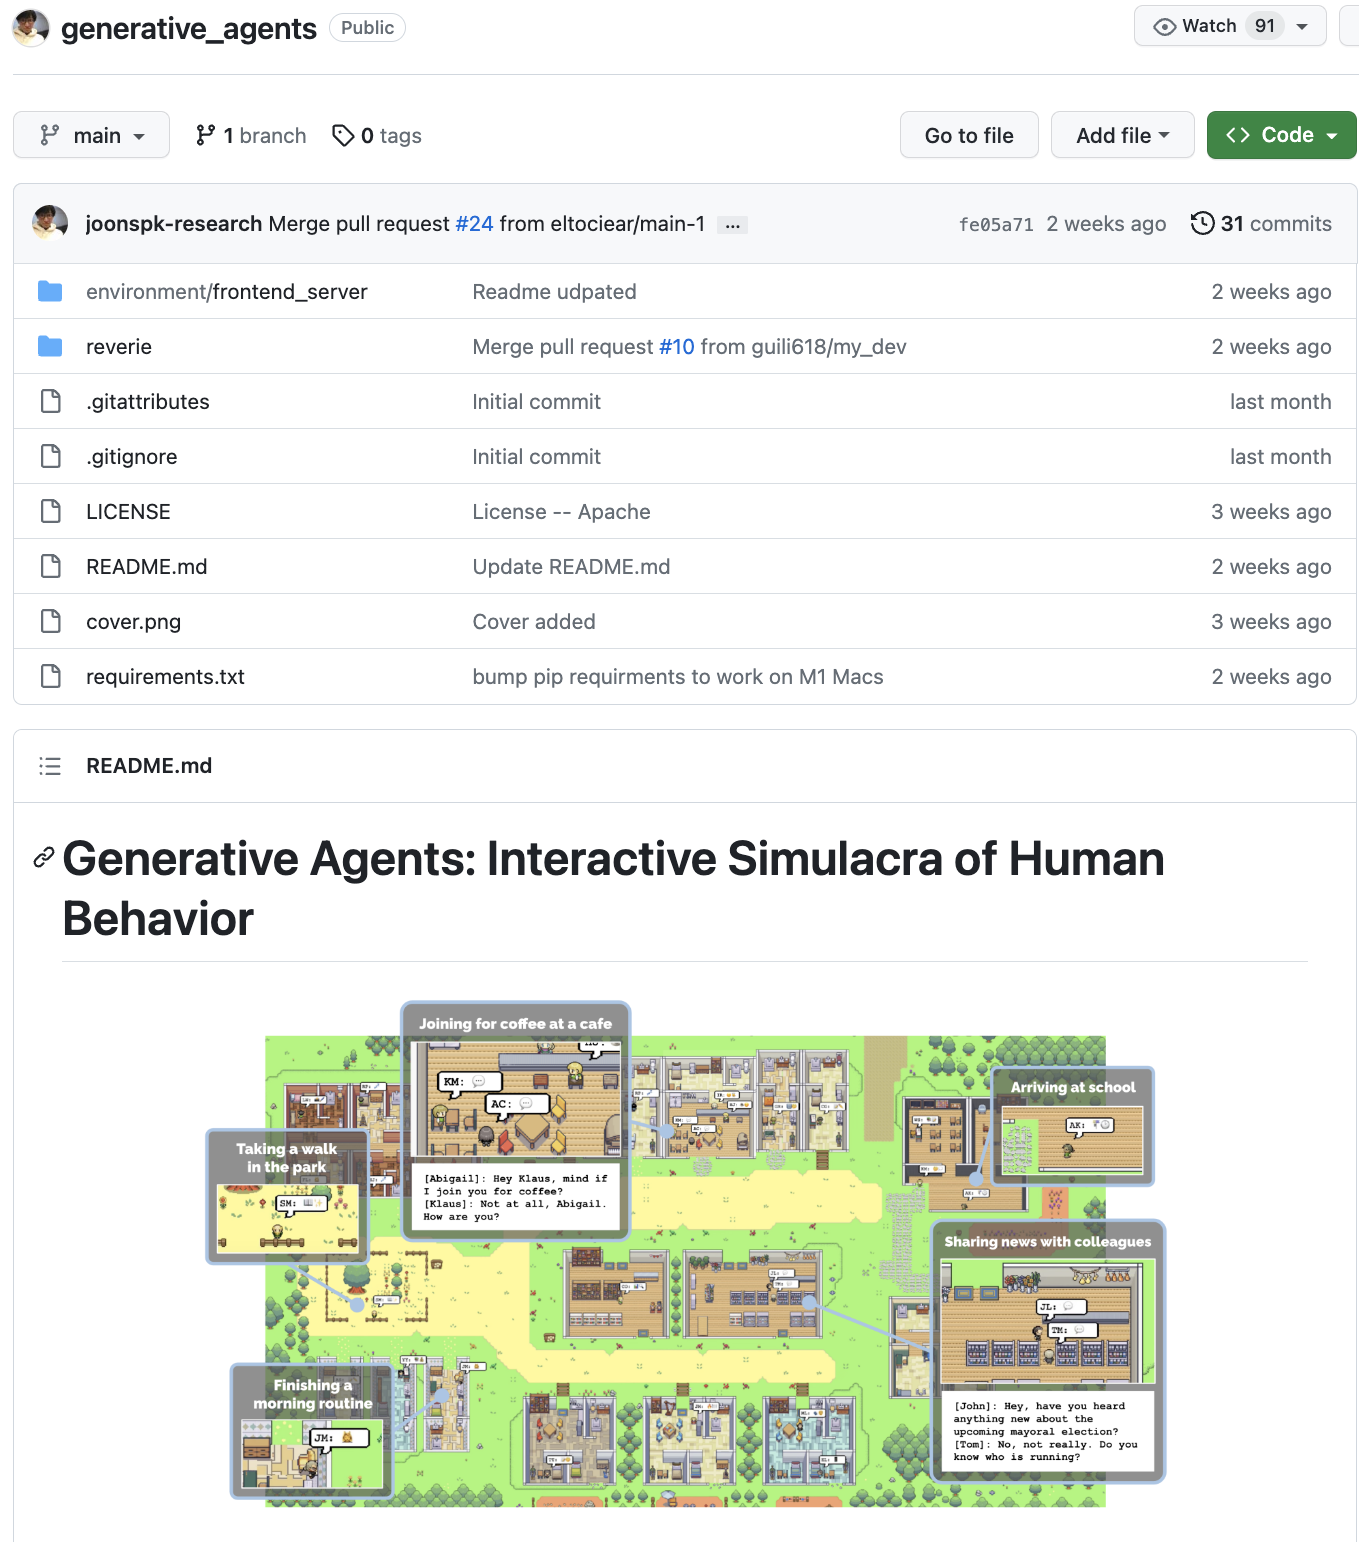 generative_agents Public Watch 91
main 1 branch 0 tags Go to file Add file Code
joonspk-research Merge pull request #24 from eltociear/main-1 ... fe05a71 2 weeks ago 31 commits
environment/frontend_server Readme udpated 2 weeks ago
reverie Merge pull request #10 from guili618/my_dev 2 weeks ago
.gitattributes Initial commit last month
.gitignore Initial commit last month
LICENSE License -- Apache 3 weeks ago
README.md Update README.md 2 weeks ago
cover.png Cover added 3 weeks ago
requirements.txt bump pip requirments to work on M1 Macs 2 weeks ago
README.md
Generative Agents: Interactive Simulacra of Human
Behavior
Joining for coffee at a cafe
KM:
AC:
[Abigail]: Hey Klaus, mind if
I join you for coffee?
[Klaus]: Not at all, Abigail.
How are you?
Arriving at school
AK:
Taking a walk
in the park
SM:
Sharing news with colleagues
JL:
TM:
[John]: Hey, have you heard
anything new about the
upcoming mayoral election?
[Tom]: No, not really. Do you
know who is running?
Finishing a
morning routine
JM: